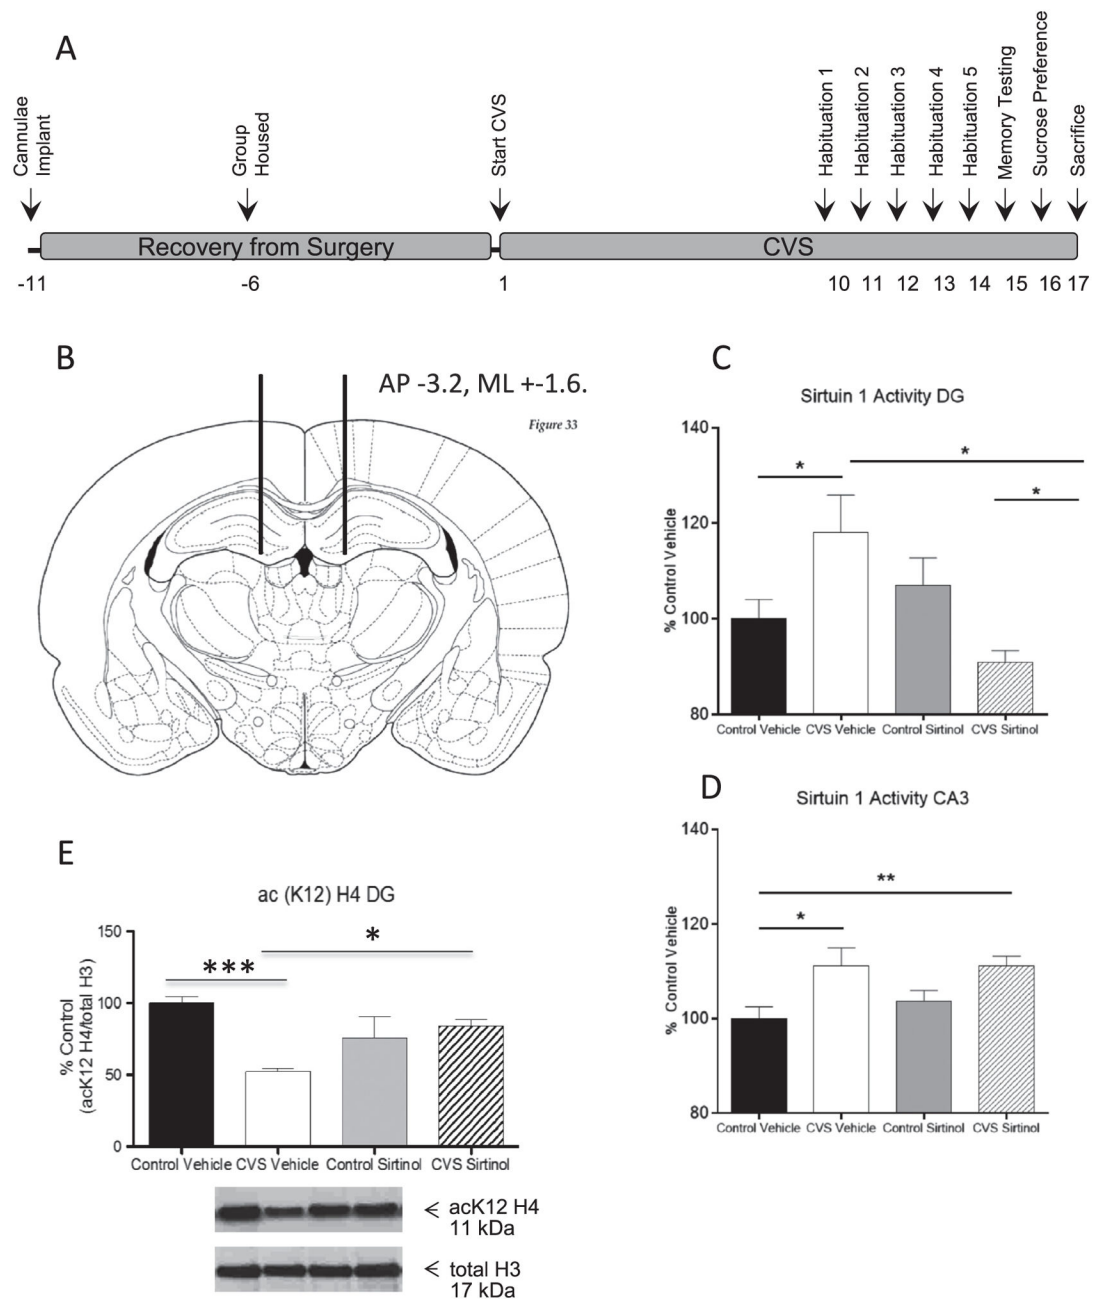 A
Cannulae
Implant
Group
Housed
Start CVS
Habituation 1
Habituation 2
Habituation 3
Habituation 4
Habituation 5
Memory Testing
Sucrose Preference
Sacrifice
Recovery from Surgery
CVS
-11
-6
1
10
11
12
13
14
15
16
17
B
AP -3.2, ML +-1.6.
Figure 33
C
Sirtuin 1 Activity DG
% Control Vehicle
140
120
100
80
*
*
*
Control Vehicle
CVS Vehicle
Control Sirtinol
CVS Sirtinol
D
Sirtuin 1 Activity CA3
% Control Vehicle
140
120
100
80
**
*
Control Vehicle
CVS Vehicle
Control Sirtinol
CVS Sirtinol
E
ac (K12) H4 DG
% Control
(acK12 H4/total H3)
150
100
50
0
***
*
Control Vehicle
CVS Vehicle
Control Sirtinol
CVS Sirtinol
acK12 H4
11 kDa
total H3
17 kDa